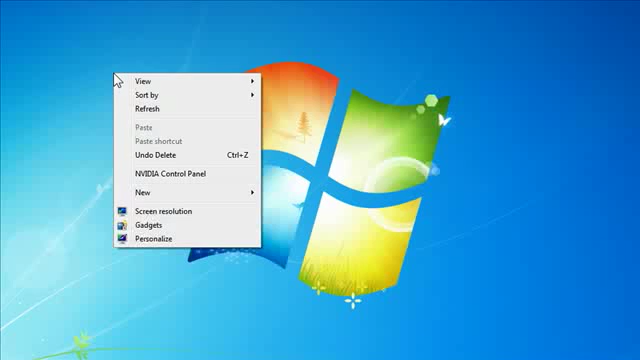 View
Sort by
Refresh
Paste
Paste shortcut
Undo Delete Ctrl+Z
NVIDIA Control Panel
New
Screen resolution
Gadgets
Personalize